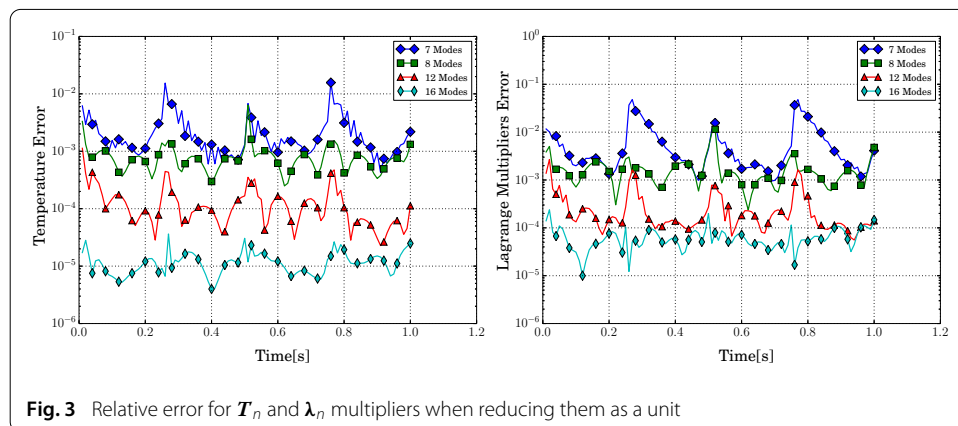 Temperature Error
10⁻¹
10⁻²
10⁻³
10⁻⁴
10⁻⁵
10⁻⁶
7 Modes
8 Modes
12 Modes
16 Modes
0.0 0.2 0.4 0.6 0.8 1.0 1.2
Time[s]
Lagrange Multipliers Error
10⁰
10⁻¹
10⁻²
10⁻³
10⁻⁴
10⁻⁵
10⁻⁶
7 Modes
8 Modes
12 Modes
16 Modes
0.0 0.2 0.4 0.6 0.8 1.0 1.2
Time[s]
Fig. 3 Relative error for Tₙ and λₙ multipliers when reducing them as a unit